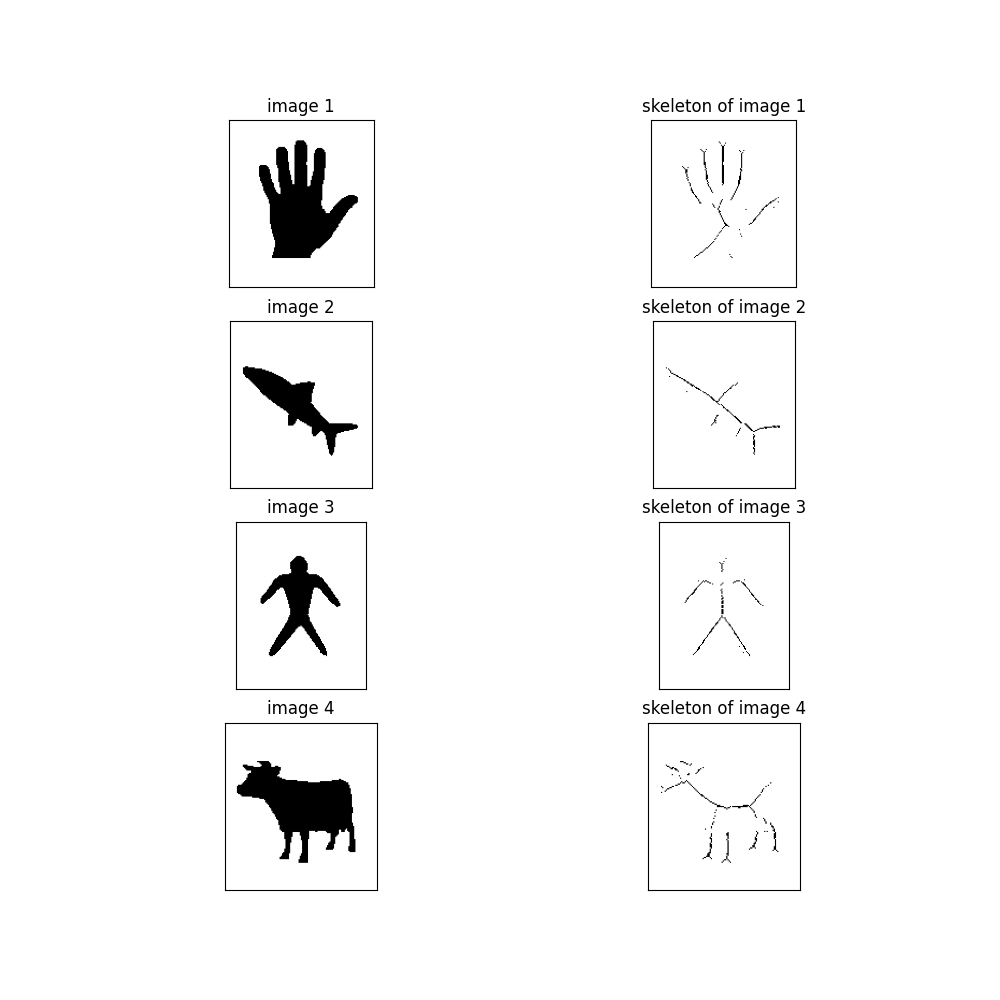 image 1
skeleton of image 1
image 2
skeleton of image 2
image 3
skeleton of image 3
image 4
skeleton of image 4